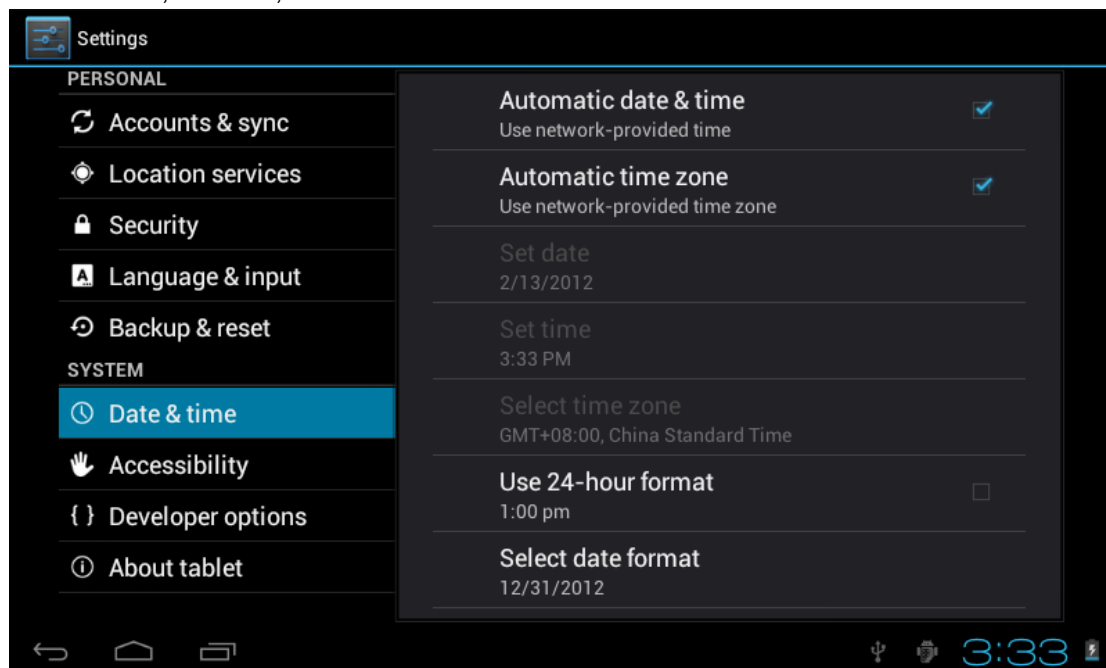 Settings
PERSONAL
Accounts & sync
Location services
Security
Language & input
Backup & reset
SYSTEM
Date & time
Accessibility
{ } Developer options
About tablet
Automatic date & time
Use network-provided time
Automatic time zone
Use network-provided time zone
Set date
2/13/2012
Set time
3:33 PM
Select time zone
GMT+08:00, China Standard Time
Use 24-hour format
1:00 pm
Select date format
12/31/2012
3:33